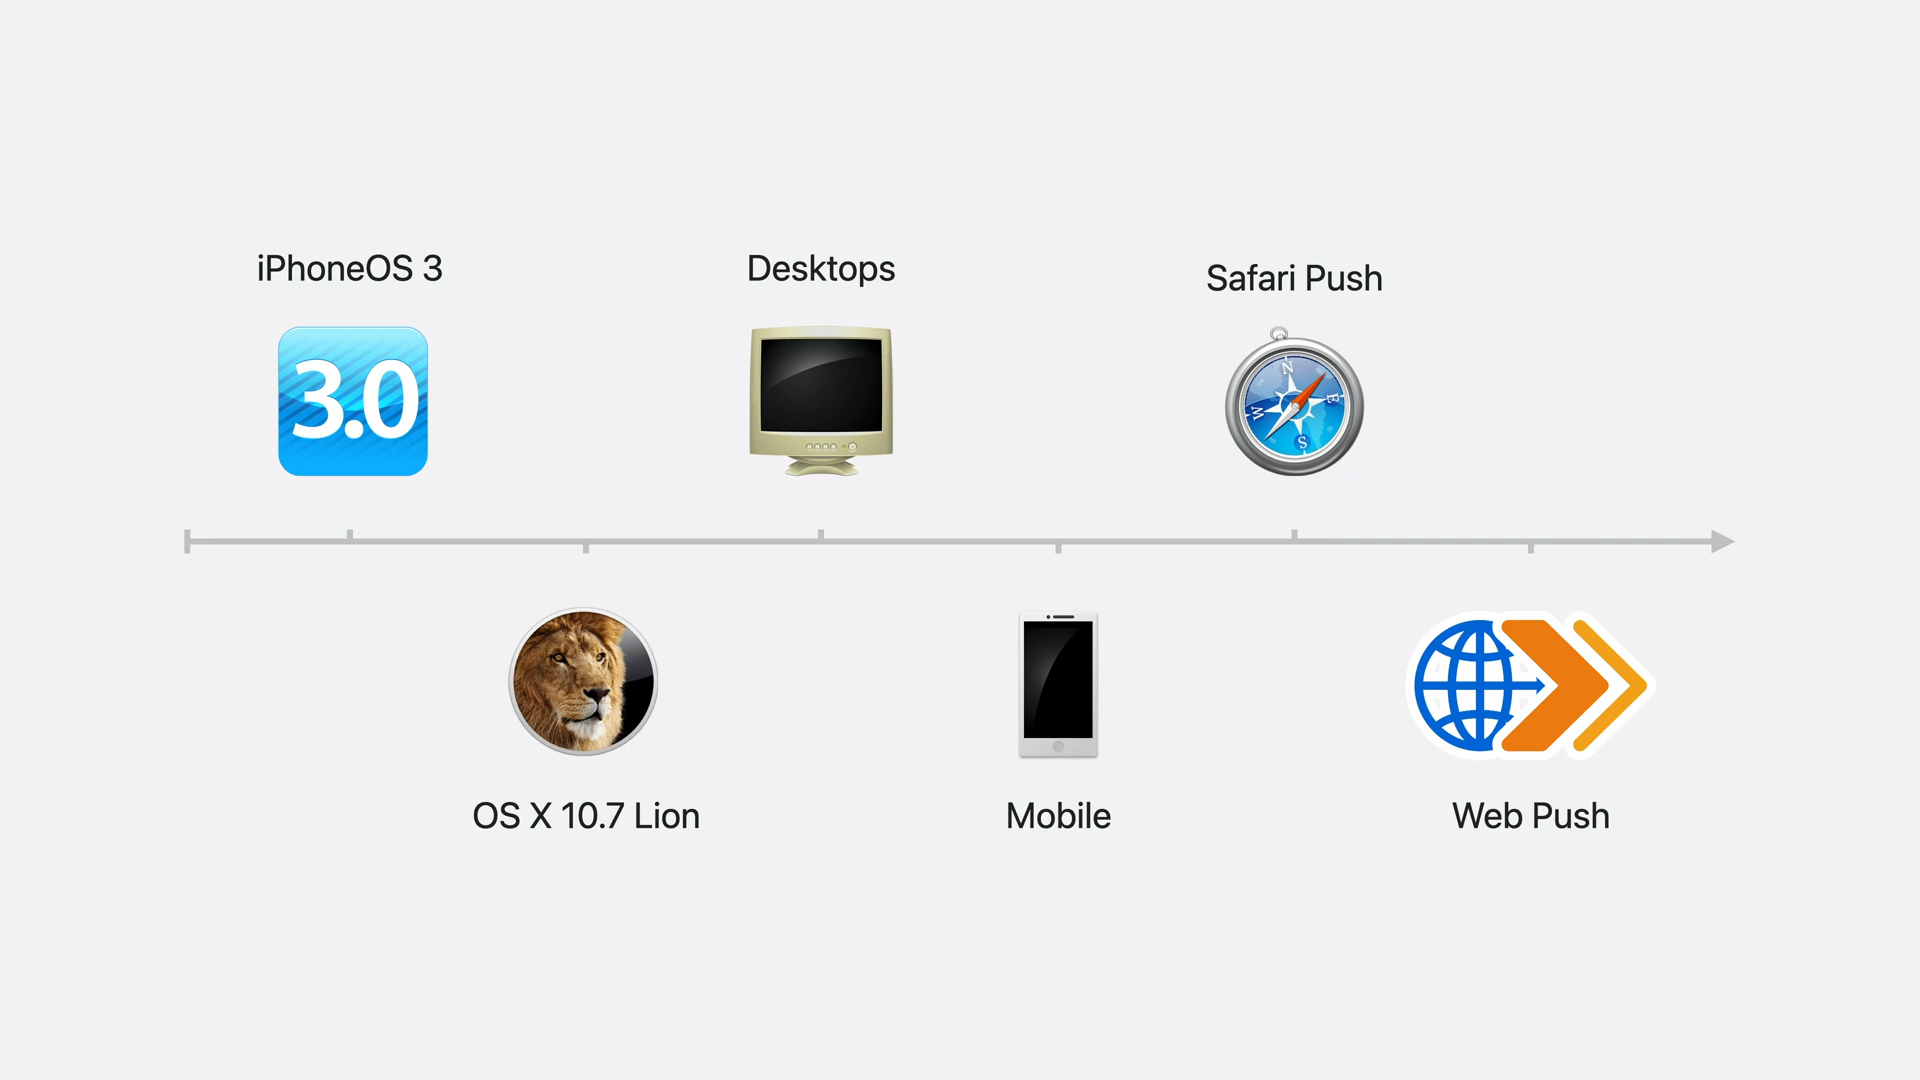 iPhoneOS 3
Desktops
Safari Push
3.0
N
E
S
W
OS X 10.7 Lion
Mobile
Web Push